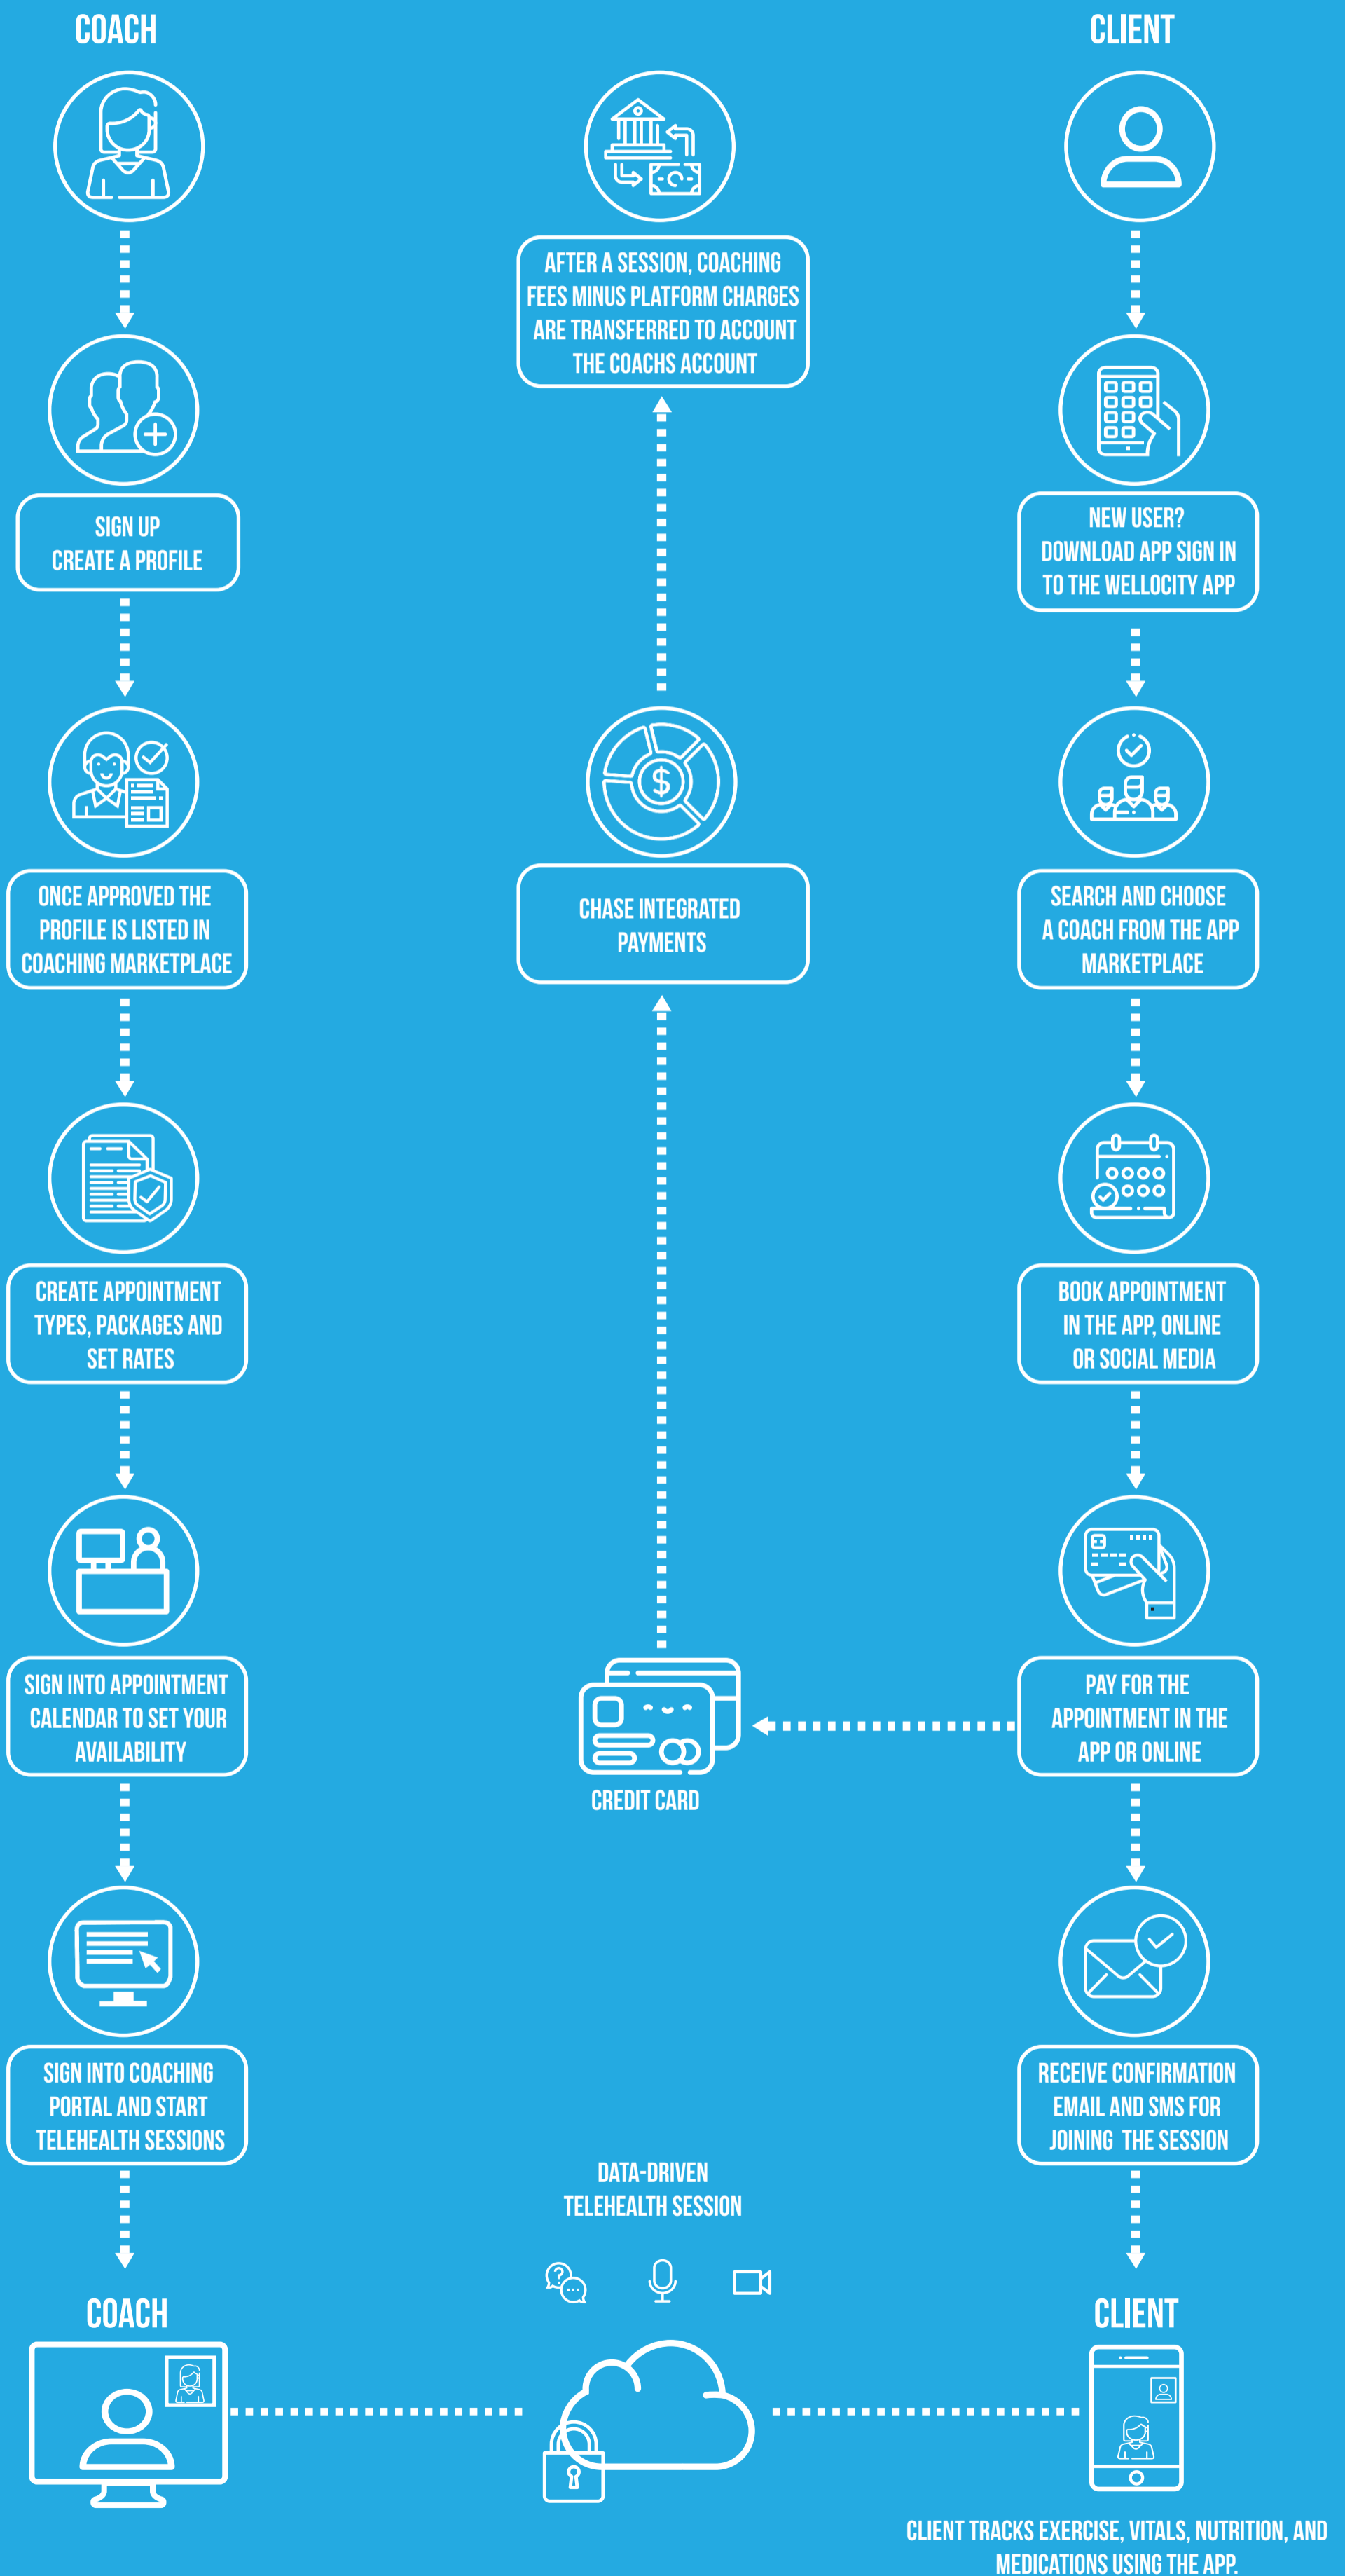 COACH
SIGN UP
CREATE A PROFILE
ONCE APPROVED THE
PROFILE IS LISTED IN
COACHING MARKETPLACE
CREATE APPOINTMENT
TYPES, PACKAGES AND
SET RATES
SIGN INTO APPOINTMENT
CALENDAR TO SET YOUR
AVAILABILITY
SIGN INTO COACHING
PORTAL AND START
TELEHEALTH SESSIONS
COACH
AFTER A SESSION, COACHING
FEES MINUS PLATFORM CHARGES
ARE TRANSFERRED TO ACCOUNT
THE COACHS ACCOUNT
$
CHASE INTEGRATED
PAYMENTS
CREDIT CARD
DATA-DRIVEN
TELEHEALTH SESSION
?
CLIENT
NEW USER?
DOWNLOAD APP SIGN IN
TO THE WELLOCITY APP
SEARCH AND CHOOSE
A COACH FROM THE APP
MARKETPLACE
BOOK APPOINTMENT
IN THE APP, ONLINE
OR SOCIAL MEDIA
PAY FOR THE
APPOINTMENT IN THE
APP OR ONLINE
RECEIVE CONFIRMATION
EMAIL AND SMS FOR
JOINING THE SESSION
CLIENT
CLIENT TRACKS EXERCISE, VITALS, NUTRITION, AND
MEDICATIONS USING THE APP.